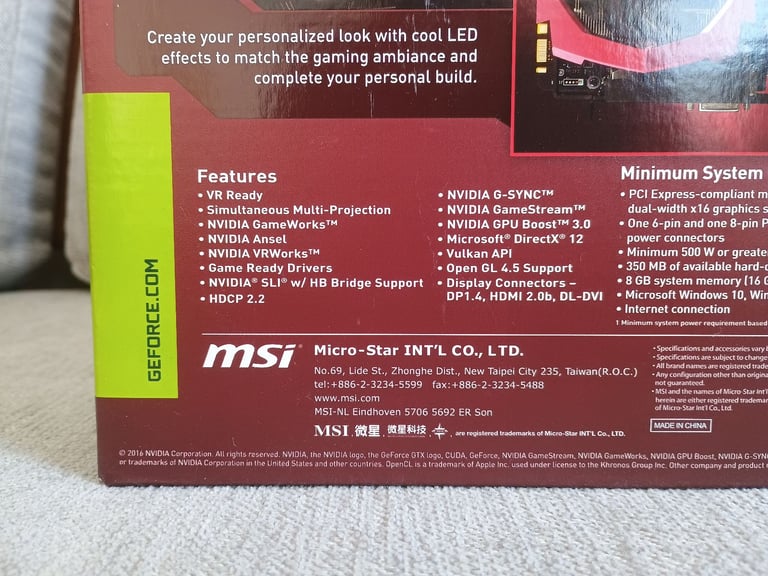 Create your personalized look with cool LED
effects to match the gaming ambiance and
complete your personal build.
GEFORCE.COM
Features
• VR Ready
• Simultaneous Multi-Projection
• NVIDIA GameWorks™
• NVIDIA Ansel
• NVIDIA VRWorks™
• Game Ready Drivers
• NVIDIA® SLI® w/ HB Bridge Support
• HDCP 2.2
• NVIDIA G-SYNC™
• NVIDIA GameStream™
• NVIDIA GPU Boost™ 3.0
• Microsoft® DirectX® 12
• Vulkan API
• Open GL 4.5 Support
• Display Connectors –
DP1.4, HDMI 2.0b, DL-DVI
Minimum System
• PCI Express-compliant m
dual-width x16 graphics s
• One 6-pin and one 8-pin P
power connectors
• Minimum 500 W or greate
• 350 MB of available hard-d
• 8 GB system memory (16 G
• Microsoft Windows 10, Win
• Internet connection
1 Minimum system power requirement based
msi
Micro-Star INT'L CO., LTD.
No.69, Lide St., Zhonghe Dist., New Taipei City 235, Taiwan(R.O.C.)
tel:+886-2-3234-5599 fax:+886-2-3234-5488
www.msi.com
MSI-NL Eindhoven 5706 5692 ER Son
MSI, 微星, 微星科技, are registered trademarks of Micro-Star INT'L Co., LTD.
• Specifications and accessories vary b
• Specifications are subject to change
• All brand names are registered trade
• Any configuration other than origina
not guaranteed.
• MSI and the names of Micro-Star Int'l
herein are either registered trademar
of Micro-Star Int'l Co., Ltd.
MADE IN CHINA
© 2016 NVIDIA Corporation. All rights reserved. NVIDIA, the NVIDIA logo, the GeForce GTX logo, CUDA, GeForce, NVIDIA GameStream, NVIDIA GameWorks, NVIDIA GPU Boost, NVIDIA G-SYN
or trademarks of NVIDIA Corporation in the United States and other countries. OpenCL is a trademark of Apple Inc. used under license to the Khronos Group Inc. Other company and product n